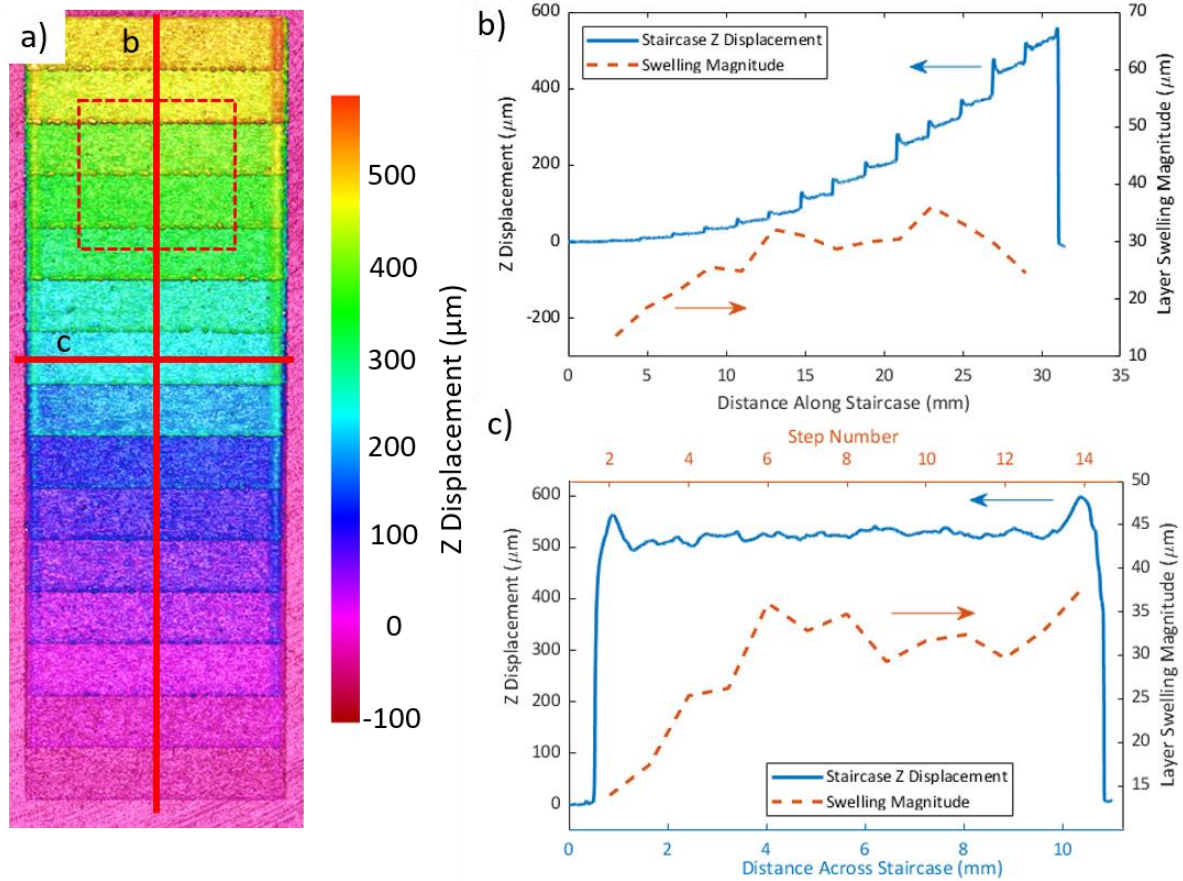 a)
b
c
500
400
300
200
100
0
-100
Z Displacement (µm)
b)
Staircase Z Displacement
Swelling Magnitude
600
400
200
0
-200
Z Displacement (µm)
70
60
50
40
30
20
10
Layer Swelling Magnitude (µm)
0 5 10 15 20 25 30 35
Distance Along Staircase (mm)
c)
Step Number
2 4 6 8 10 12 14
600
500
400
300
200
100
0
Z Displacement (µm)
50
45
40
35
30
25
20
15
Layer Swelling Magnitude (µm)
Staircase Z Displacement
Swelling Magnitude
0 2 4 6 8 10
Distance Across Staircase (mm)